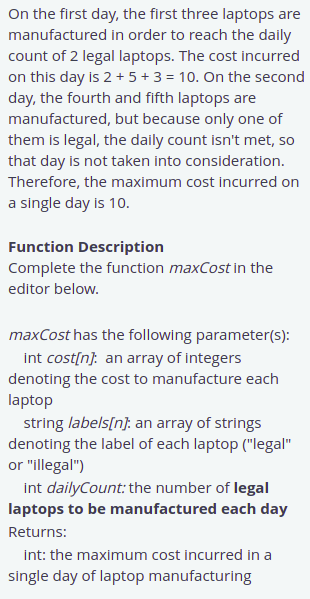 On the first day, the first three laptops are
manufactured in order to reach the daily
count of 2 legal laptops. The cost incurred
on this day is 2 + 5 + 3 = 10. On the second
day, the fourth and fifth laptops are
manufactured, but because only one of
them is legal, the daily count isn't met, so
that day is not taken into consideration.
Therefore, the maximum cost incurred on
a single day is 10.
Function Description
Complete the function maxCost in the
editor below.
maxCost has the following parameter(s):
int cost[n]: an array of integers
denoting the cost to manufacture each
laptop
string labels[n]: an array of strings
denoting the label of each laptop ("legal"
or "illegal")
int dailyCount: the number of legal
laptops to be manufactured each day
Returns:
int: the maximum cost incurred in a
single day of laptop manufacturing